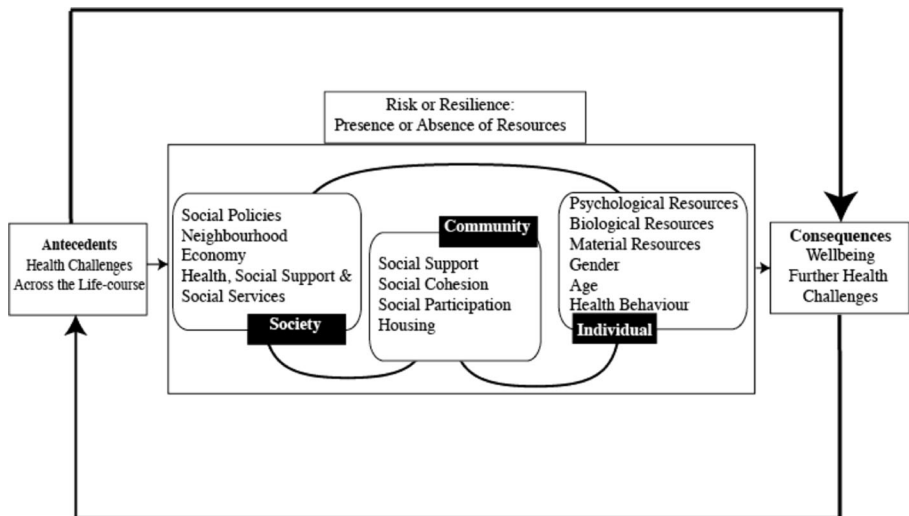 Risk or Resilience:
Presence or Absence of Resources
Antecedents
Health Challenges
Across the Life-course
Social Policies
Neighbourhood
Economy
Health, Social Support &
Social Services
Society
Community
Social Support
Social Cohesion
Social Participation
Housing
Psychological Resources
Biological Resources
Material Resources
Gender
Age
Health Behaviour
Individual
Consequences
Wellbeing
Further Health
Challenges